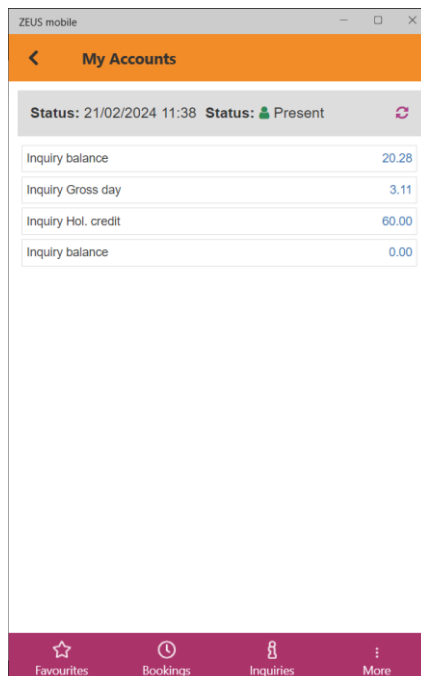 ZEUS mobile
My Accounts
Status: 21/02/2024 11:38 Status: Present
Inquiry balance 20.28
Inquiry Gross day 3.11
Inquiry Hol. credit 60.00
Inquiry balance 0.00
Favourites Bookings Inquiries More